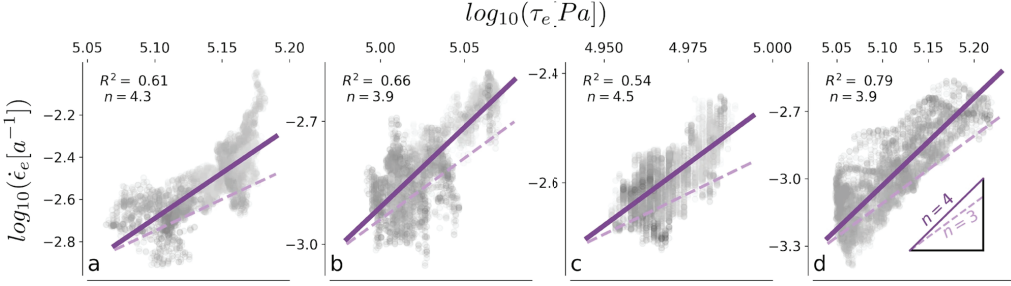 log₁₀(τₑ[Pa])
log₁₀(ε̇ₑ[a⁻¹])
5.05 5.10 5.15 5.20
−2.2
−2.4
−2.6
−2.8
R² = 0.61
n = 4.3
a
5.00 5.05
−2.7
−3.0
R² = 0.66
n = 3.9
b
4.950 4.975 5.000
−2.4
−2.6
R² = 0.54
n = 4.5
c
5.05 5.10 5.15 5.20
−2.7
−3.0
−3.3
R² = 0.79
n = 3.9
n = 4
n = 3
d